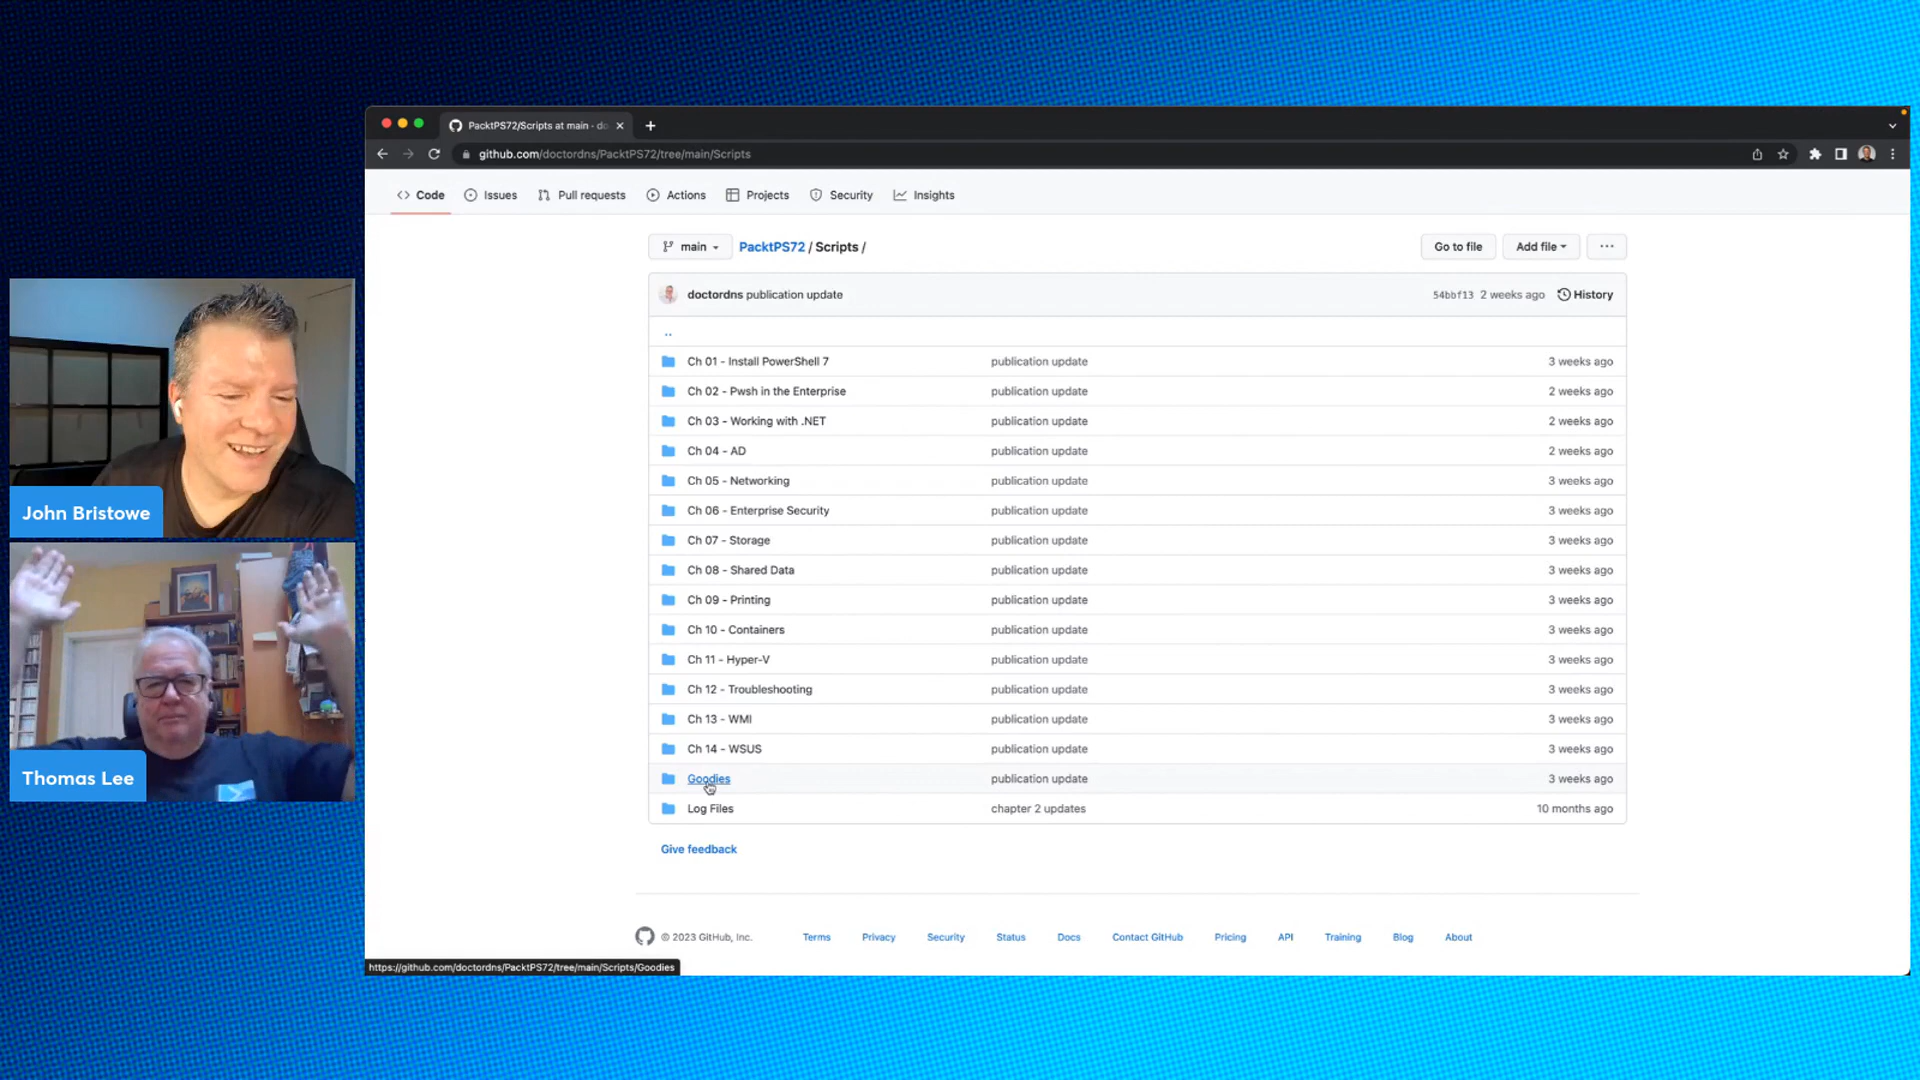 PacktPS72/Scripts at main · do
github.com/doctordns/PacktPS72/tree/main/Scripts
Code Issues Pull requests Actions Projects Security Insights
main PacktPS72 / Scripts / Go to file Add file ...
doctordns publication update 54bbf13 2 weeks ago History
..
Ch 01 - Install PowerShell 7 publication update 3 weeks ago
Ch 02 - Pwsh in the Enterprise publication update 2 weeks ago
Ch 03 - Working with .NET publication update 2 weeks ago
Ch 04 - AD publication update 2 weeks ago
Ch 05 - Networking publication update 3 weeks ago
Ch 06 - Enterprise Security publication update 3 weeks ago
Ch 07 - Storage publication update 3 weeks ago
Ch 08 - Shared Data publication update 3 weeks ago
Ch 09 - Printing publication update 3 weeks ago
Ch 10 - Containers publication update 3 weeks ago
Ch 11 - Hyper-V publication update 3 weeks ago
Ch 12 - Troubleshooting publication update 3 weeks ago
Ch 13 - WMI publication update 3 weeks ago
Ch 14 - WSUS publication update 3 weeks ago
Goodies publication update 3 weeks ago
Log Files chapter 2 updates 10 months ago
Give feedback
© 2023 GitHub, Inc. Terms Privacy Security Status Docs Contact GitHub Pricing API Training Blog About
https://github.com/doctordns/PacktPS72/tree/main/Scripts/Goodies
John Bristowe
Thomas Lee